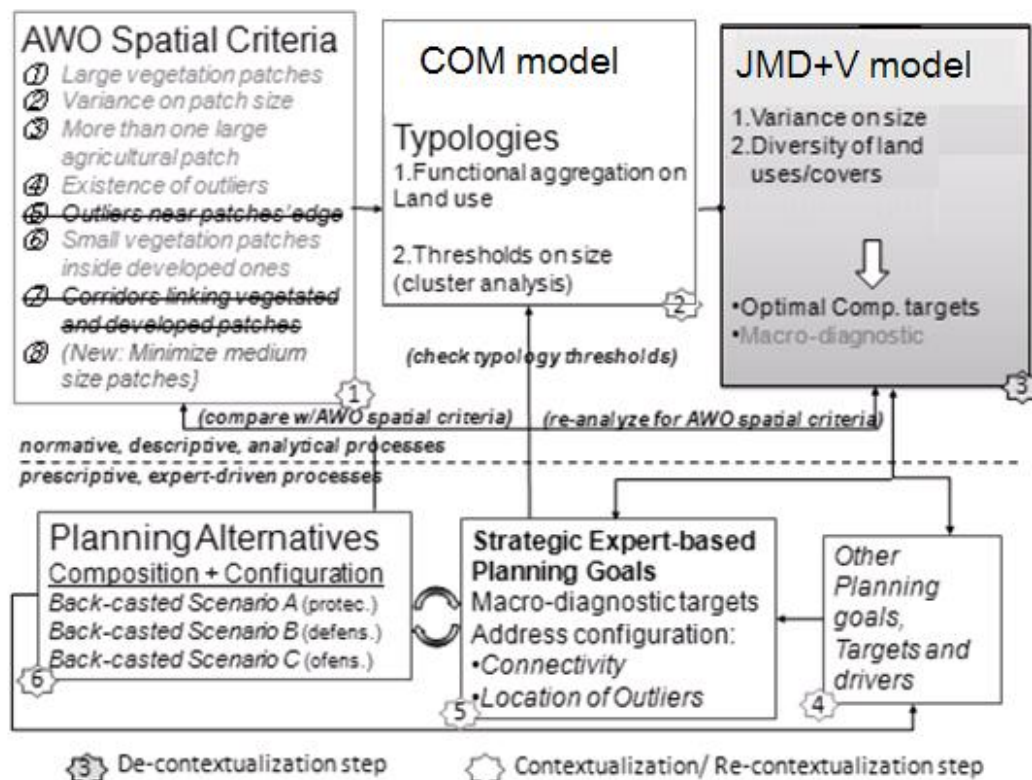 AWO Spatial Criteria
① Large vegetation patches
② Variance on patch size
③ More than one large
agricultural patch
④ Existence of outliers
⑤ Outliers near patches' edge
⑥ Small vegetation patches
inside developed ones
⑦ Corridors linking vegetated
and developed patches
⑧ (New: Minimize medium
size patches}
1
COM model
Typologies
1.Functional aggregation on
Land use
2.Thresholds on size
(cluster analysis)
2
JMD+V model
1.Variance on size
2.Diversity of land
uses/covers
•Optimal Comp. targets
•Macro-diagnostic
3
(check typology thresholds)
(compare w/AWO spatial criteria)
(re-analyze for AWO spatial criteria)
normative, descriptive, analytical processes
prescriptive, expert-driven processes
Planning Alternatives
Composition + Configuration
Back-casted Scenario A (protec.)
Back-casted Scenario B (defens.)
Back-casted Scenario C (ofens.)
6
Strategic Expert-based
Planning Goals
Macro-diagnostic targets
Address configuration:
•Connectivity
•Location of Outliers
5
Other
Planning
goals,
Targets and
drivers
4
3 De-contextualization step
Contextualization/ Re-contextualization step